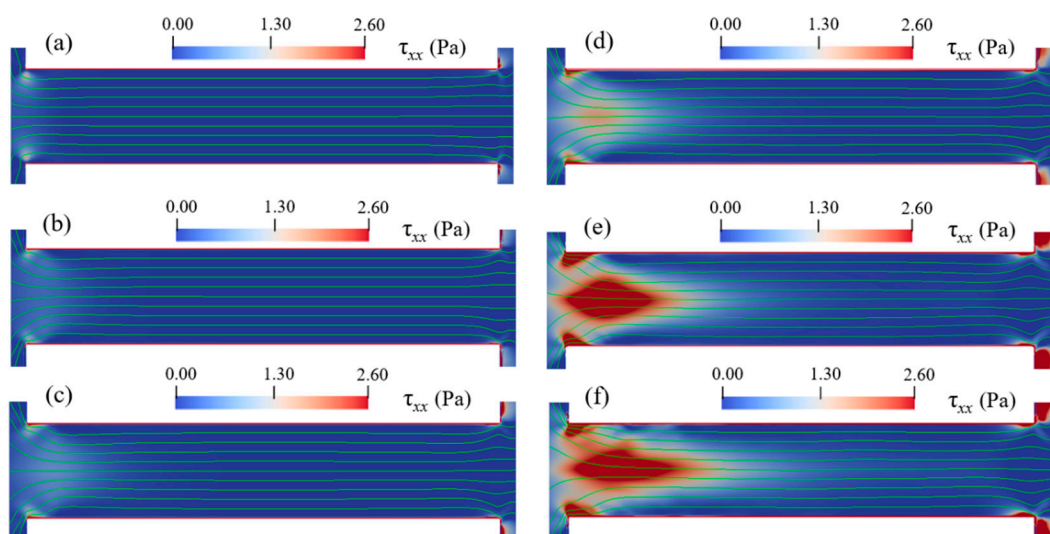 (a) 0.00 1.30 2.60 τxx (Pa)
(b) 0.00 1.30 2.60 τxx (Pa)
(c) 0.00 1.30 2.60 τxx (Pa)
(d) 0.00 1.30 2.60 τxx (Pa)
(e) 0.00 1.30 2.60 τxx (Pa)
(f) 0.00 1.30 2.60 τxx (Pa)